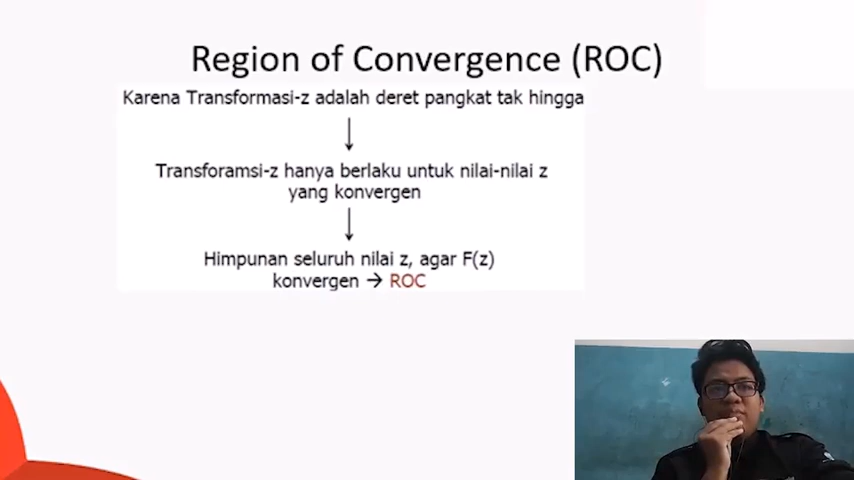 Region of Convergence (ROC)
Karena Transformasi-z adalah deret pangkat tak hingga
Transforamsi-z hanya berlaku untuk nilai-nilai z
yang konvergen
Himpunan seluruh nilai z, agar F(z)
konvergen → ROC